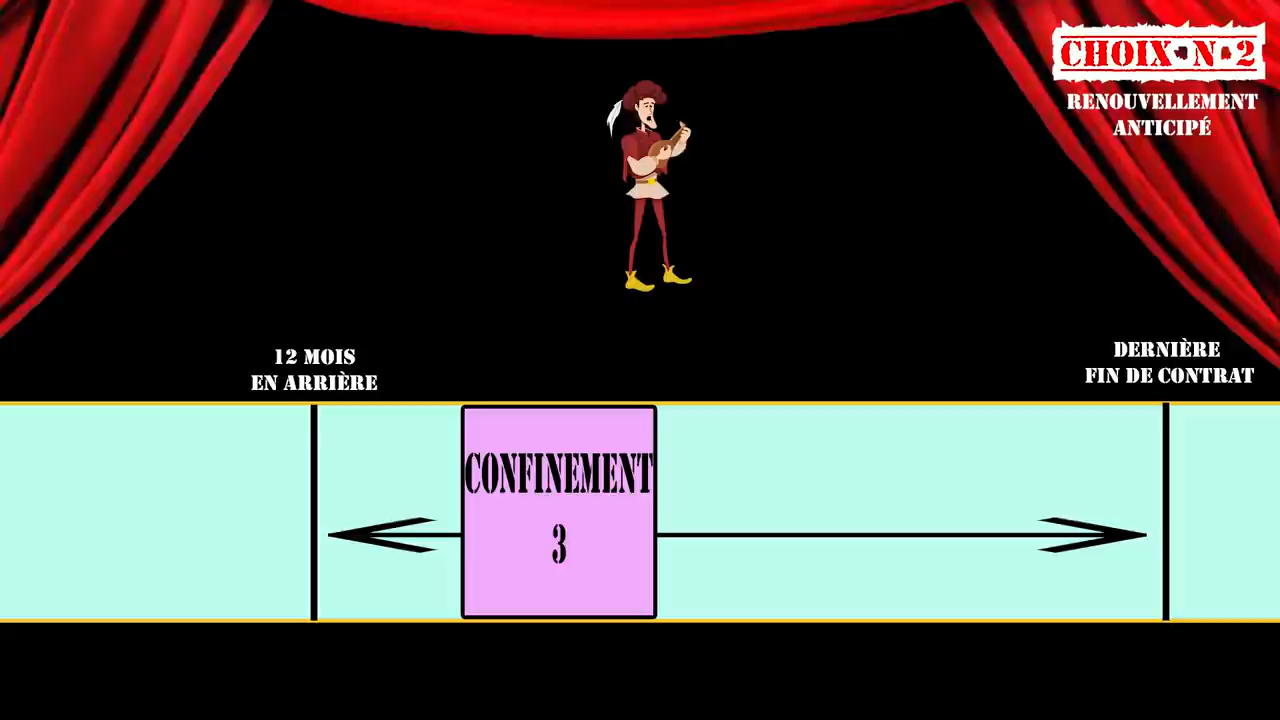 CHOIX N 2
RENOUVELLEMENT
ANTICIPÉ
12 MOIS
EN ARRIÈRE
DERNIÈRE
FIN DE CONTRAT
CONFINEMENT
3